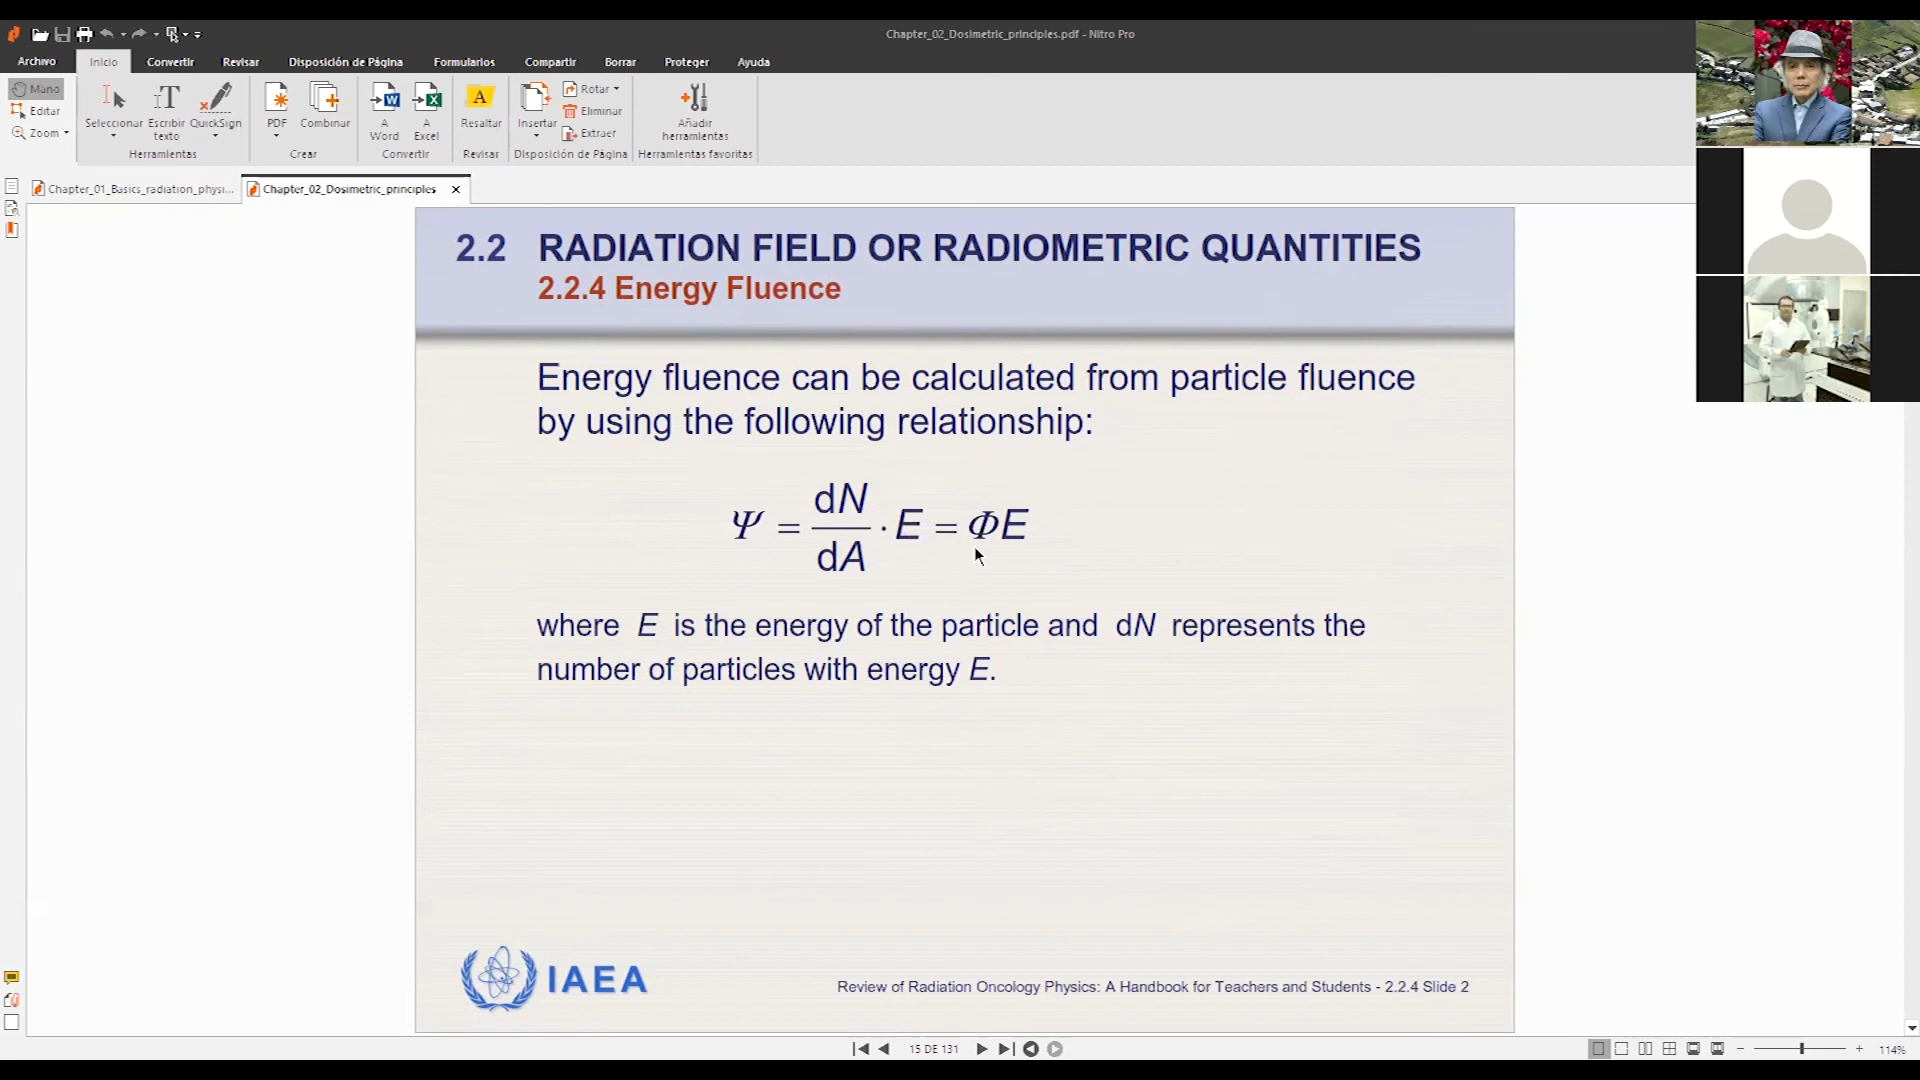 Chapter_02_Dosimetric_principles.pdf - Nitro Pro
Archivo Inicio Convertir Revisar Disposición de Página Formularios Compartir Borrar Proteger Ayuda
Mano
Editar
Zoom
Seleccionar
Escribir texto
QuickSign
Herramientas
PDF
Combinar
Crear
A Word
A Excel
Convertir
Resaltar
Revisar
Insertar
Rotar
Eliminar
Extraer
Disposición de Página
Añadir herramientas
Herramientas favoritas
Chapter_01_Basics_radiation_physi...
Chapter_02_Dosimetric_principles
2.2 RADIATION FIELD OR RADIOMETRIC QUANTITIES
2.2.4 Energy Fluence
Energy fluence can be calculated from particle fluence
by using the following relationship:
Ψ = dN/dA · E = ΦE
where E is the energy of the particle and dN represents the
number of particles with energy E.
IAEA
Review of Radiation Oncology Physics: A Handbook for Teachers and Students - 2.2.4 Slide 2
15 DE 131
114%